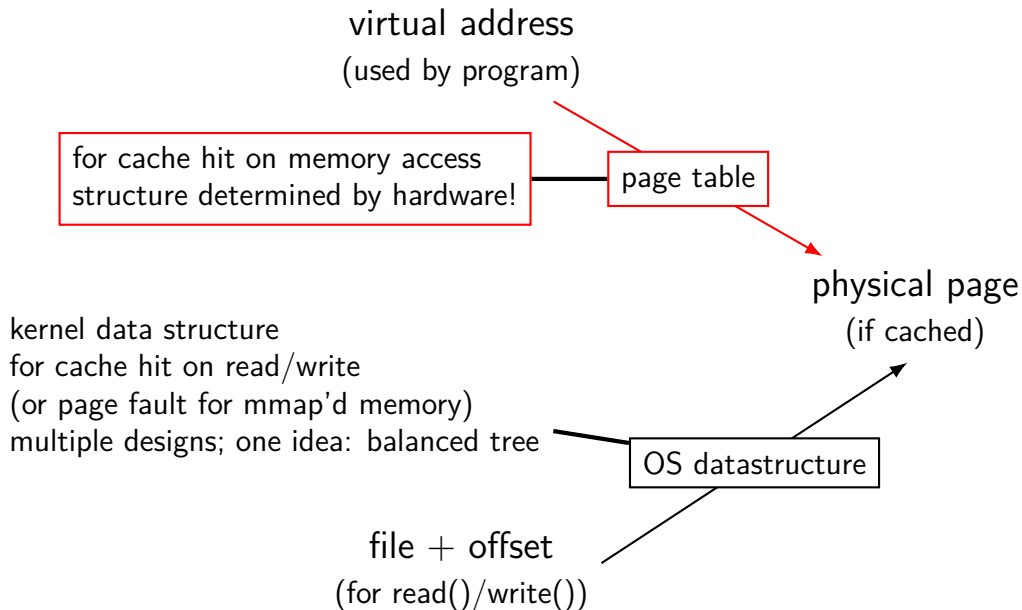 virtual address
(used by program)
for cache hit on memory access
structure determined by hardware!
page table
physical page
(if cached)
kernel data structure
for cache hit on read/write
(or page fault for mmap'd memory)
multiple designs; one idea: balanced tree
OS datastructure
file + offset
(for read()/write())